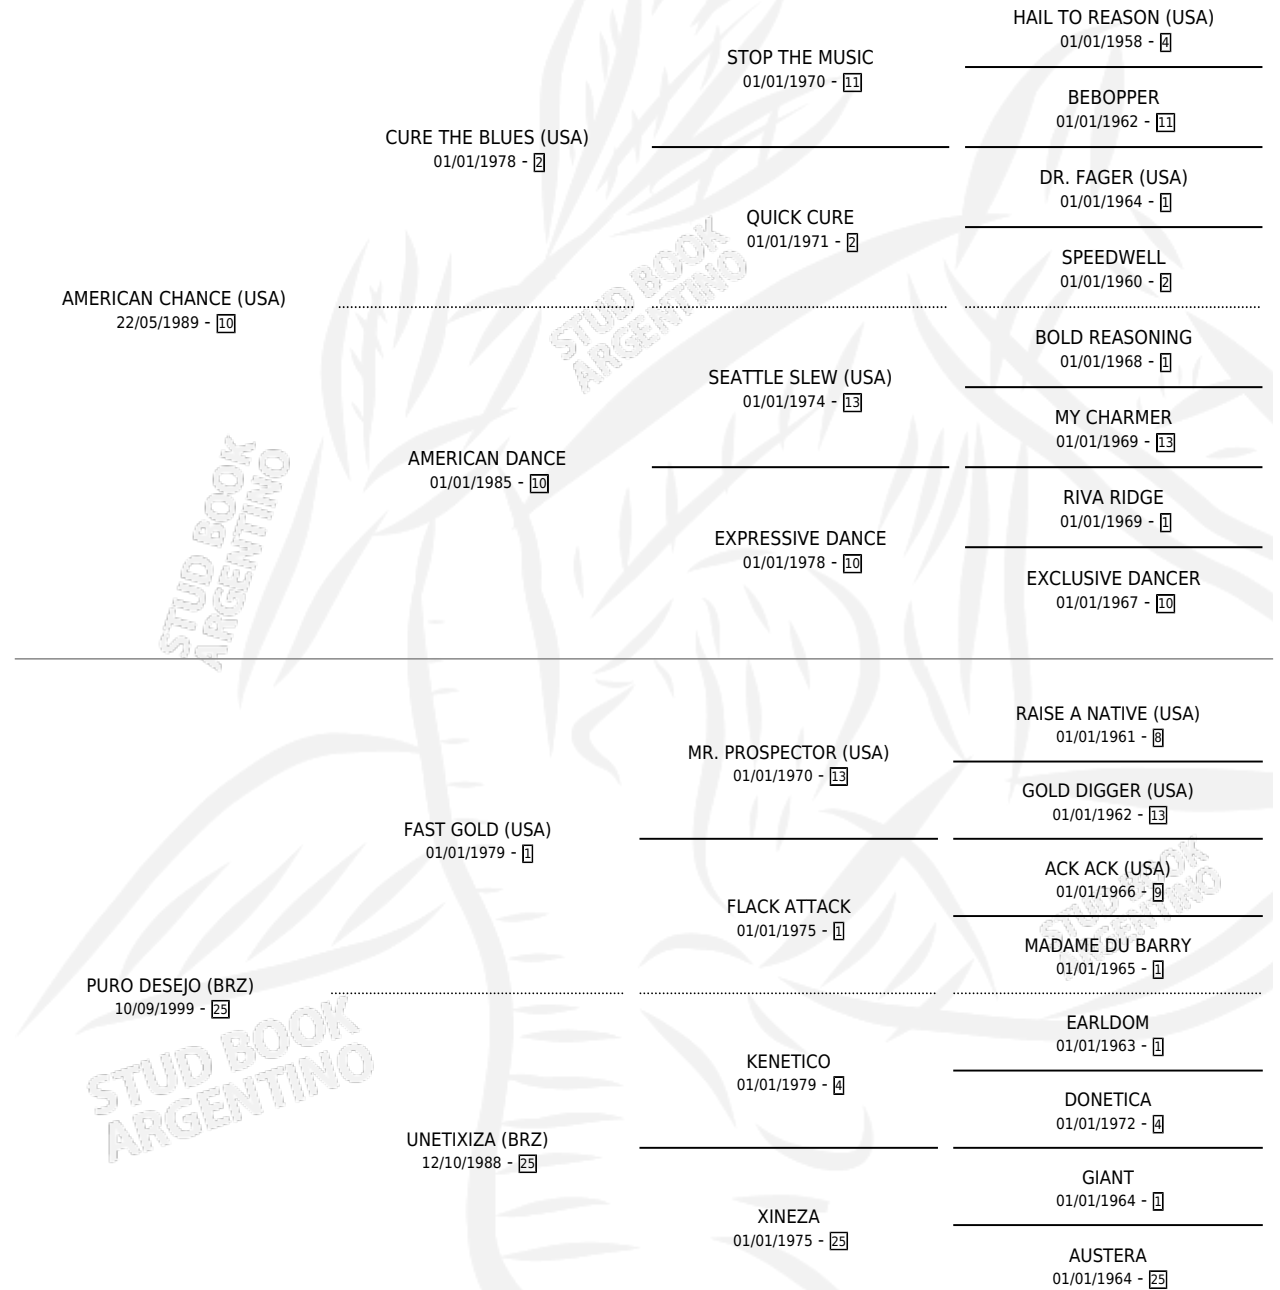 HAIL TO REASON (USA)
01/01/1958 - 4
STOP THE MUSIC
01/01/1970 - 11
BEBOPPER
01/01/1962 - 11
CURE THE BLUES (USA)
01/01/1978 - 2
DR. FAGER (USA)
01/01/1964 - 1
QUICK CURE
01/01/1971 - 2
SPEEDWELL
01/01/1960 - 2
AMERICAN CHANCE (USA)
22/05/1989 - 10
BOLD REASONING
01/01/1968 - 1
SEATTLE SLEW (USA)
01/01/1974 - 13
MY CHARMER
01/01/1969 - 13
AMERICAN DANCE
01/01/1985 - 10
RIVA RIDGE
01/01/1969 - 1
EXPRESSIVE DANCE
01/01/1978 - 10
EXCLUSIVE DANCER
01/01/1967 - 10
RAISE A NATIVE (USA)
01/01/1961 - 8
MR. PROSPECTOR (USA)
01/01/1970 - 13
GOLD DIGGER (USA)
01/01/1962 - 13
FAST GOLD (USA)
01/01/1979 - 1
ACK ACK (USA)
01/01/1966 - 9
FLACK ATTACK
01/01/1975 - 1
MADAME DU BARRY
01/01/1965 - 1
PURO DESEJO (BRZ)
10/09/1999 - 25
EARLDOM
01/01/1963 - 1
KENETICO
01/01/1979 - 4
DONETICA
01/01/1972 - 4
UNETIXIZA (BRZ)
12/10/1988 - 25
GIANT
01/01/1964 - 1
XINEZA
01/01/1975 - 25
AUSTERA
01/01/1964 - 25
STUD BOOK
ARGENTINO
STUD BOOK
ARGENTINO
STUD BOOK
ARGENTINO
STUD BOOK
ARGENTINO